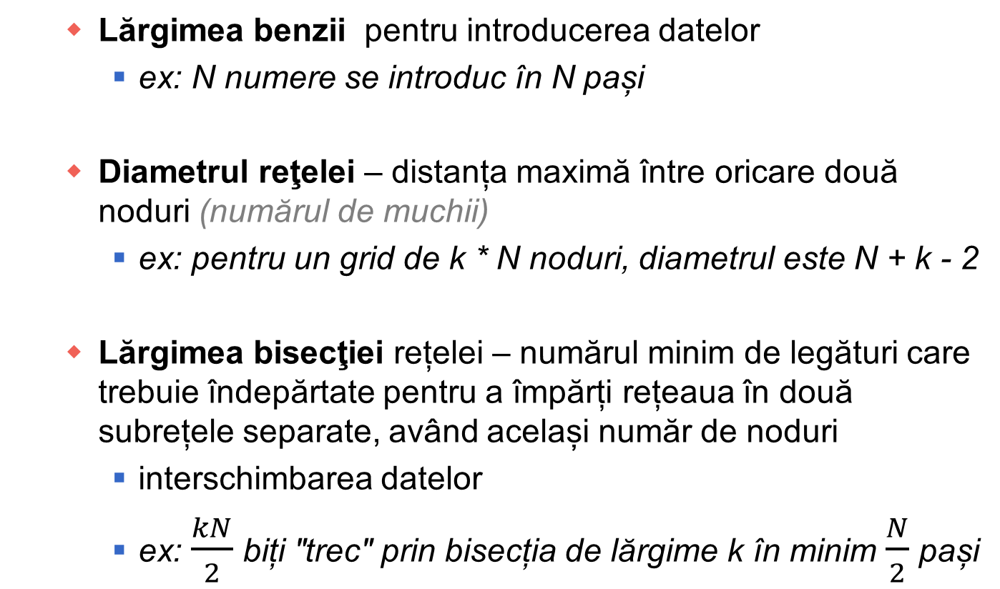 Lărgimea benzii pentru introducerea datelor
ex: N numere se introduc în N pași
Diametrul reţelei – distanța maximă între oricare două
noduri (numărul de muchii)
ex: pentru un grid de k * N noduri, diametrul este N + k - 2
Lărgimea bisecţiei rețelei – numărul minim de legături care
trebuie îndepărtate pentru a împărți rețeaua în două
subrețele separate, având același număr de noduri
interschimbarea datelor
ex: kN/2 biți "trec" prin bisecția de lărgime k în minim N/2 pași